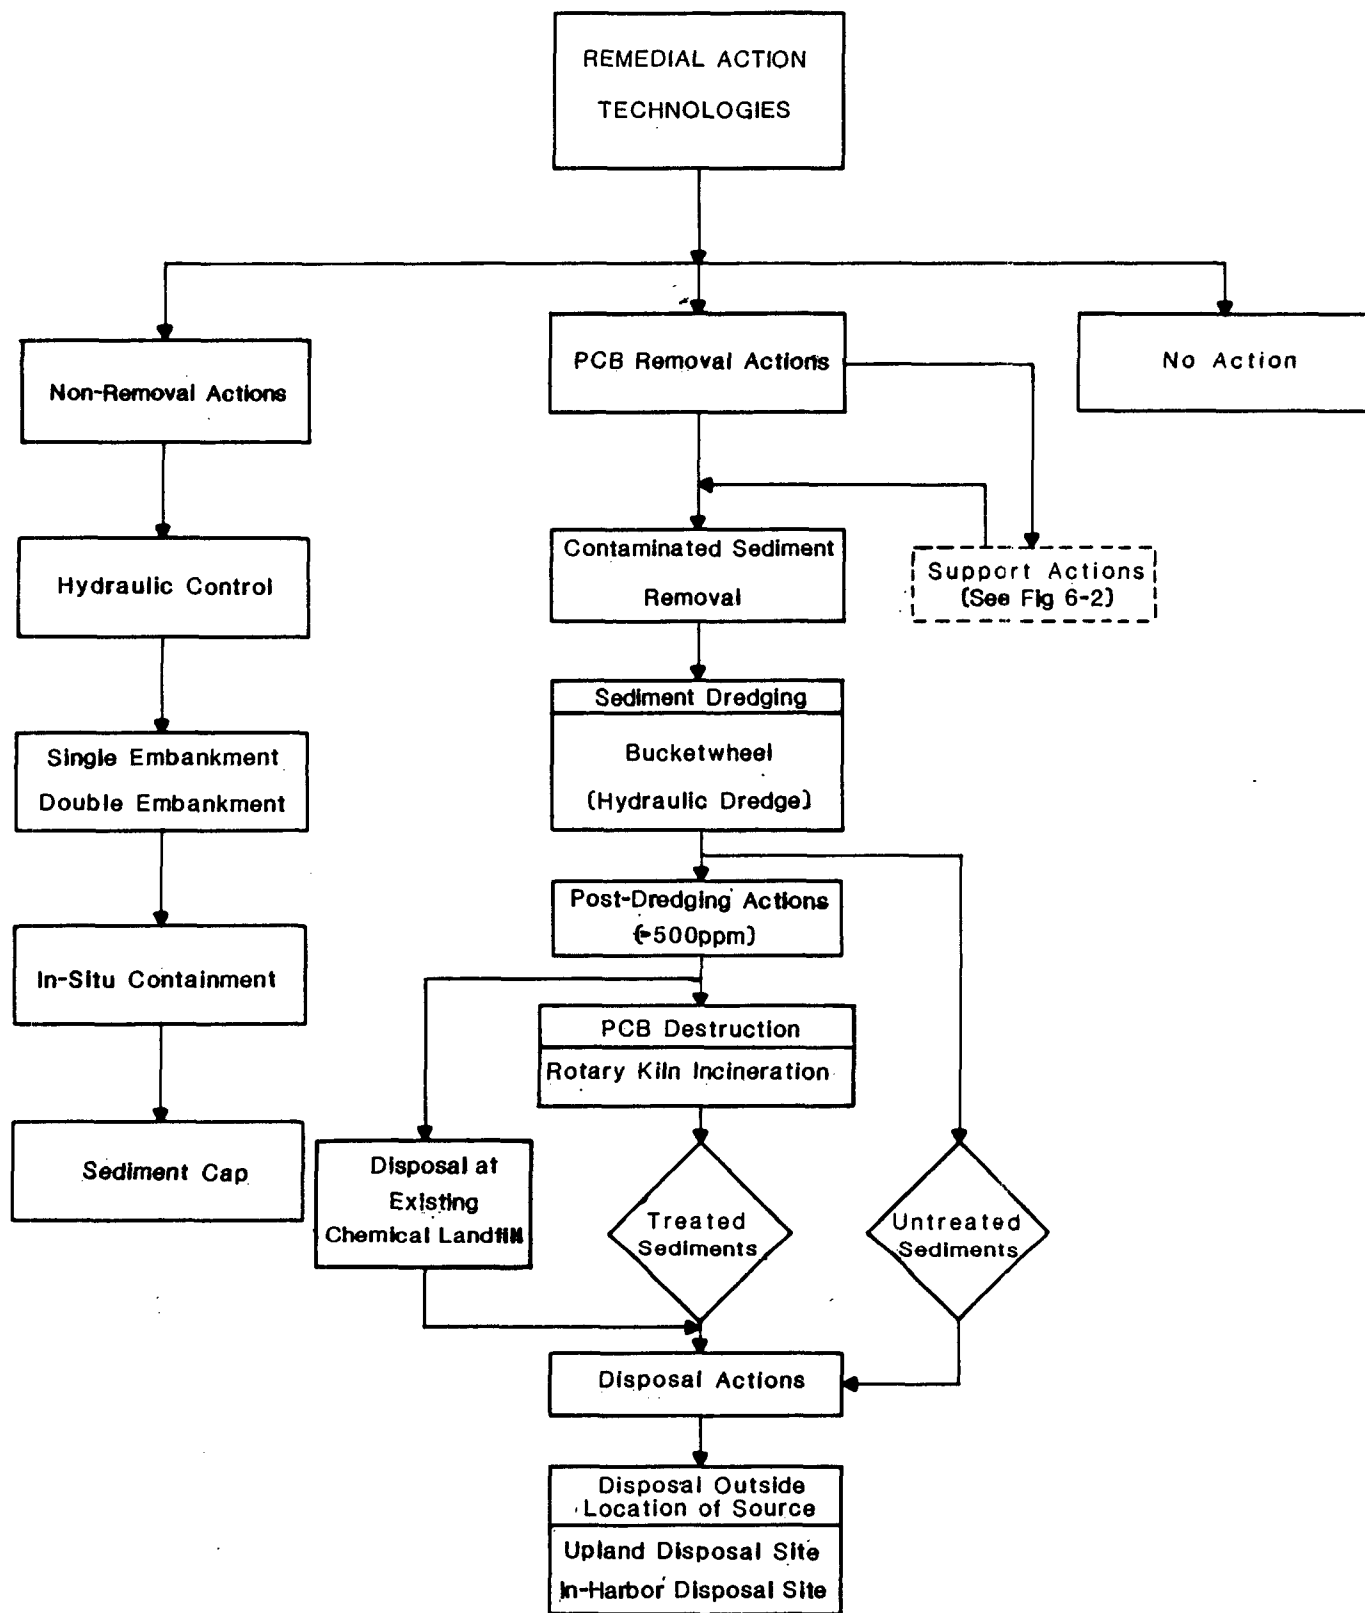 REMEDIAL ACTION
TECHNOLOGIES
Non-Removal Actions
PCB Removal Actions
No Action
Hydraulic Control
Contaminated Sediment
Removal
Support Actions
(See Fig 6-2)
Single Embankment
Double Embankment
Sediment Dredging
Bucketwheel
(Hydraulic Dredge)
Post-Dredging Actions
500ppm)
In-Situ Containment
PCB Destruction
Rotary Kiln Incineration
Sediment Cap
Disposal at
Existing
Chemical Landfill
Treated
Sediments
Untreated
Sediments
Disposal Actions
Disposal Outside
Location of Source
Upland Disposal Site
In-Harbor Disposal Site